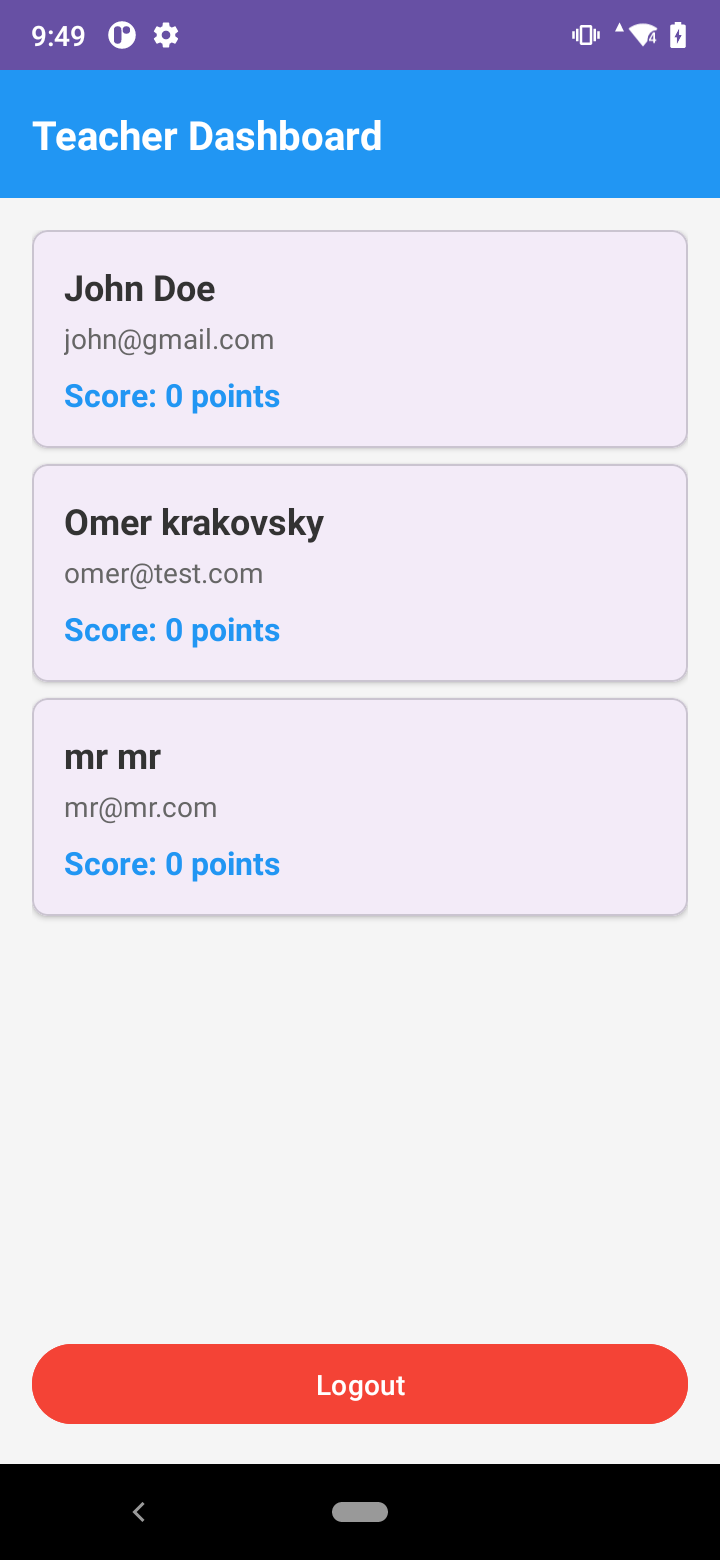 9:49
4
Teacher Dashboard
John Doe
john@gmail.com
Score: 0 points
Omer krakovsky
omer@test.com
Score: 0 points
mr mr
mr@mr.com
Score: 0 points
Logout